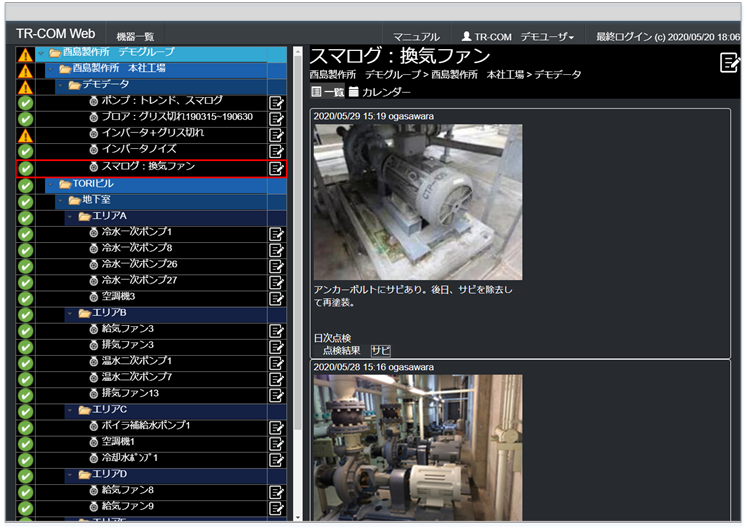 TR-COM Web
機器一覧
マニュアル
TR-COM デモユーザ
最終ログイン (c) 2020/05/20 18:06
酉島製作所 デモグループ
酉島製作所 本社工場
デモデータ
ポンプ：トレンド、スマログ
ブロア：グリス切れ190315~190630
インバータ+グリス切れ
インバータノイズ
スマログ：換気ファン
TORIビル
地下室
エリアA
冷水一次ポンプ1
冷水一次ポンプ8
冷水一次ポンプ26
冷水一次ポンプ27
空調機3
エリアB
給気ファン3
排気ファン3
温水二次ポンプ1
温水二次ポンプ7
排気ファン13
エリアC
ボイラ補給水ポンプ1
空調機1
冷却水ﾎﾟﾝﾌﾟ1
エリアD
給気ファン8
給気ファン9
スマログ：換気ファン
酉島製作所 デモグループ> 酉島製作所 本社工場>デモデータ
一覧
カレンダー
2020/05/29 15:19 ogasawara
アンカーボルトにサビあり。後日、サビを除去し
て再塗装。
日次点検
点検結果 サビ
2020/05/28 15:16 ogasawara